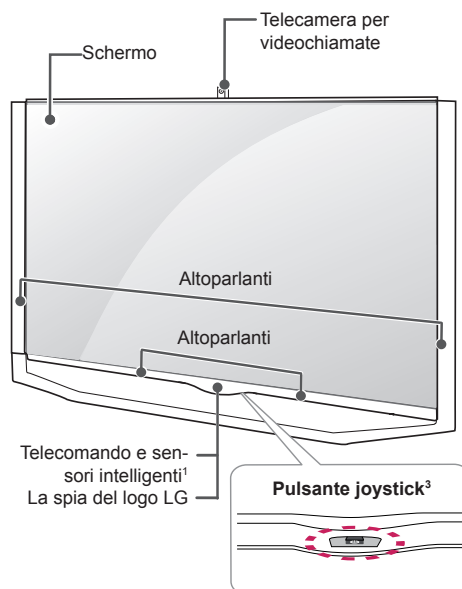 Telecamera per
videochiamate
Schermo
Altoparlanti
Altoparlanti
Telecomando e sen-
sori intelligenti¹
La spia del logo LG
Pulsante joystick³